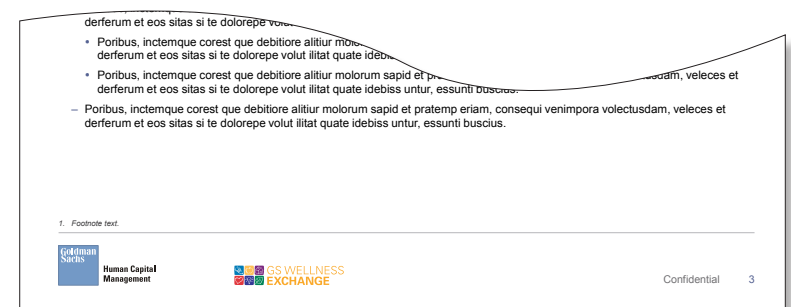 derferum et eos sitas si te dolorepe
• Poribus, inctemque corest que debitiore alitiur
derferum et eos sitas si te dolorepe volut ilitat quate
• Poribus, inctemque corest que debitiore alitiur molorum sapid et veleces et
derferum et eos sitas si te dolorepe volut ilitat quate idebiss untur, essunti buscius.
– Poribus, inctemque corest que debitiore alitiur molorum sapid et pratemp eriam, consequi venimpora volectusdam, veleces et
derferum et eos sitas si te dolorepe volut ilitat quate idebiss untur, essunti buscius.
1. Footnote text.
Goldman
Sachs
Human Capital
Management
GS WELLNESS
EXCHANGE
Confidential 3